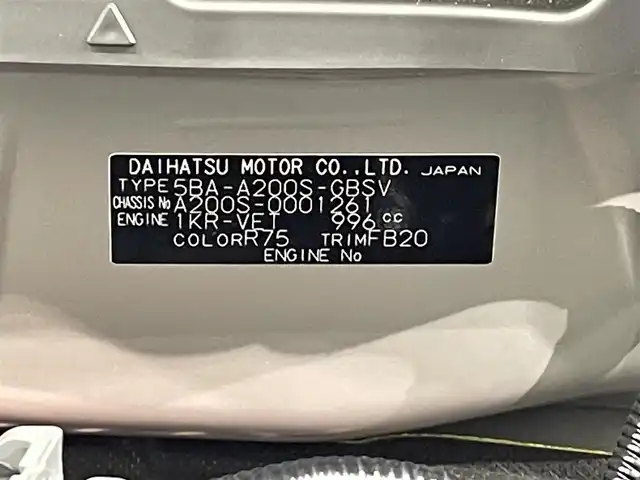 DAIHATSU MOTOR CO.,LTD. JAPAN
TYPE 5BA-A200S-GBSV
CHASSIS No A200S-0001261
ENGINE 1KR-VET 996 cc
COLOR R75 TRIM FB20
ENGINE No